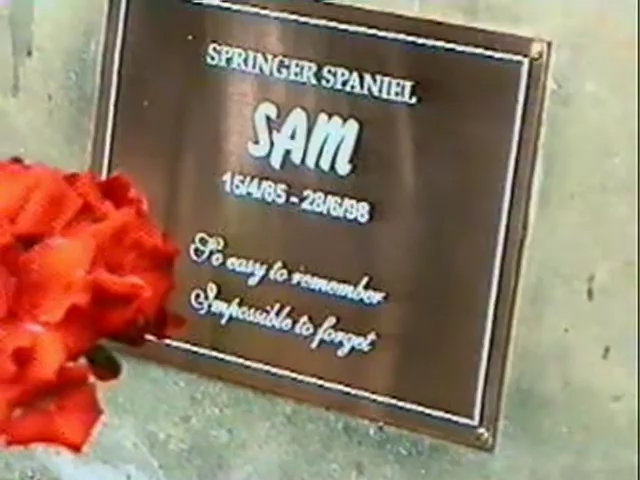 SPRINGER SPANIEL
SAM
15/4/85 - 28/6/98
So easy to remember
Impossible to forget